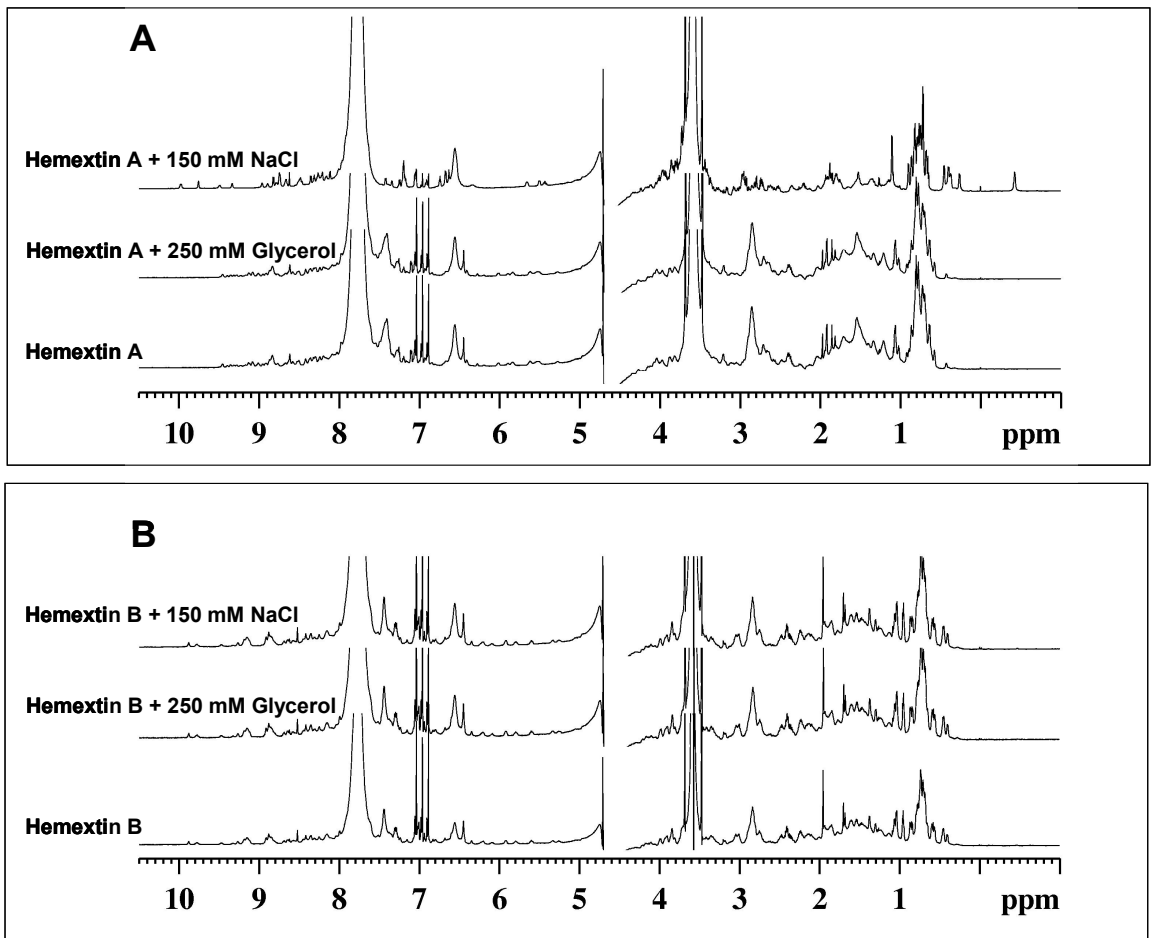 A
Hemextin A + 150 mM NaCl
Hemextin A + 250 mM Glycerol
Hemextin A
10 9 8 7 6 5 4 3 2 1 ppm
B
Hemextin B + 150 mM NaCl
Hemextin B + 250 mM Glycerol
Hemextin B
10 9 8 7 6 5 4 3 2 1 ppm